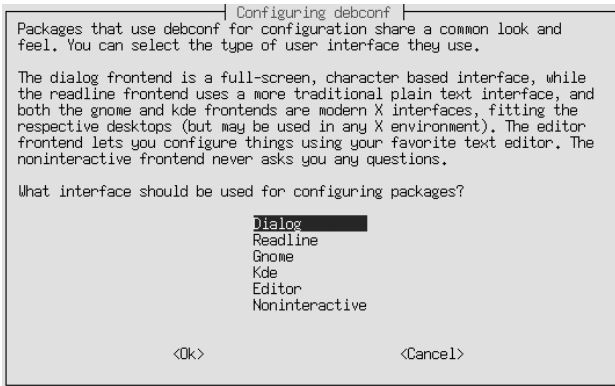 Configuring debconf
Packages that use debconf for configuration share a common look and
feel. You can select the type of user interface they use.
The dialog frontend is a full-screen, character based interface, while
the readline frontend uses a more traditional plain text interface, and
both the gnome and kde frontends are modern X interfaces, fitting the
respective desktops (but may be used in any X environment). The editor
frontend lets you configure things using your favorite text editor. The
noninteractive frontend never asks you any questions.
What interface should be used for configuring packages?
Dialog
Readline
Gnome
Kde
Editor
Noninteractive
<Ok> <Cancel>